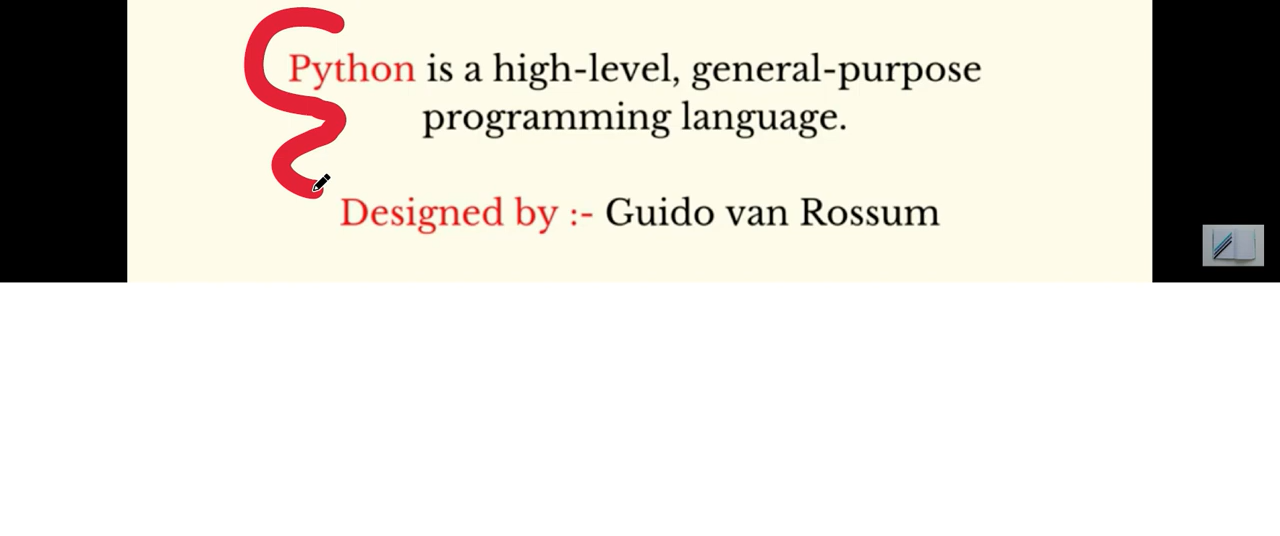 Python is a high-level, general-purpose
programming language.
Designed by :- Guido van Rossum